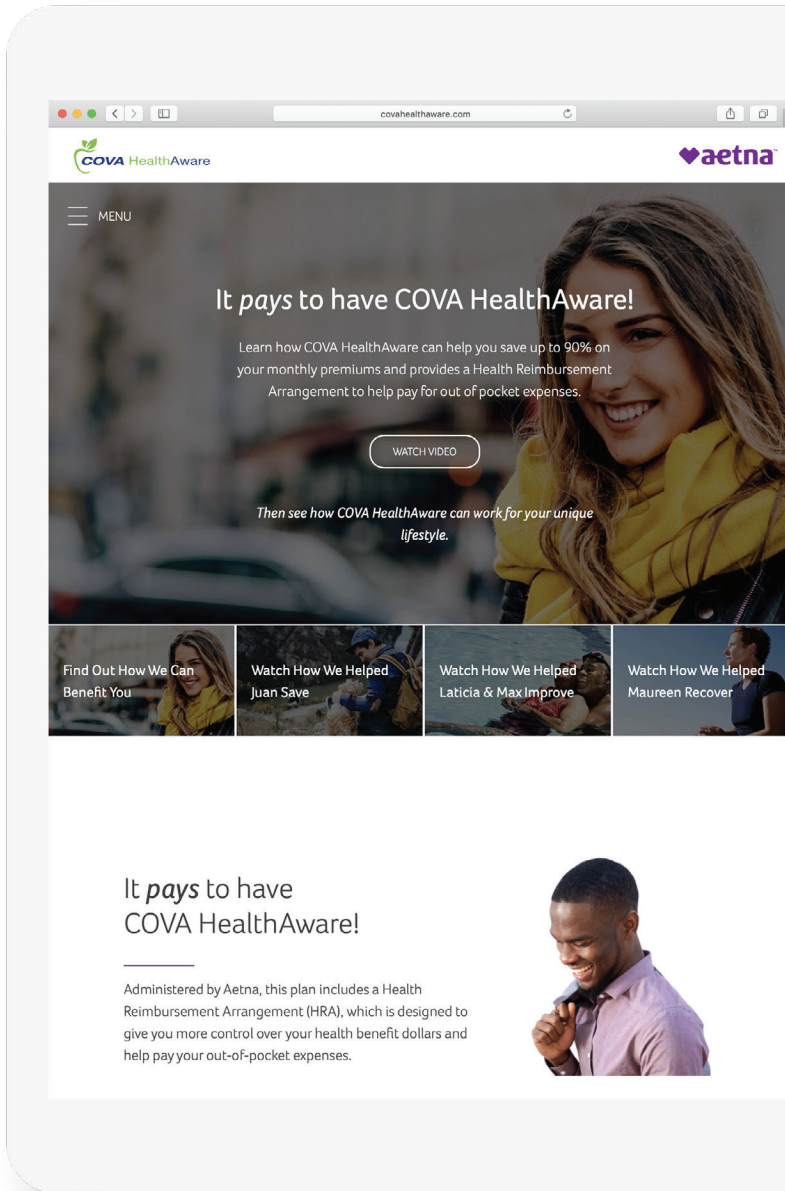 covahealthaware.com
COVA HealthAware
aetna™
MENU
It pays to have COVA HealthAware!
Learn how COVA HealthAware can help you save up to 90% on
your monthly premiums and provides a Health Reimbursement
Arrangement to help pay for out of pocket expenses.
WATCH VIDEO
Then see how COVA HealthAware can work for your unique
lifestyle.
Find Out How We Can
Benefit You
Watch How We Helped
Juan Save
Watch How We Helped
Laticia & Max Improve
Watch How We Helped
Maureen Recover
It pays to have
COVA HealthAware!
Administered by Aetna, this plan includes a Health
Reimbursement Arrangement (HRA), which is designed to
give you more control over your health benefit dollars and
help pay your out-of-pocket expenses.